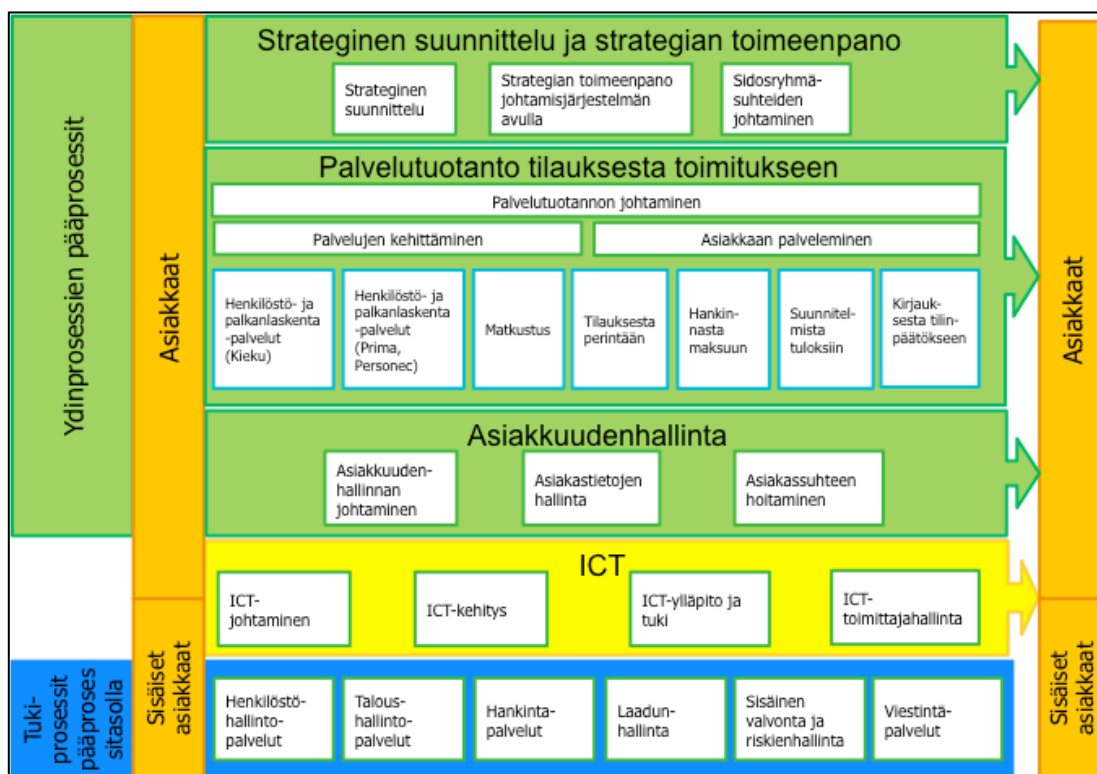 Ydinprosessien pääprosessit
Asiakkaat
Strateginen suunnittelu ja strategian toimeenpano
Strateginen
suunnittelu
Strategian toimeenpano
johtamisjärjestelmän
avulla
Sidosryhmä-
suhteiden
johtaminen
Palvelutuotanto tilauksesta toimitukseen
Palvelutuotannon johtaminen
Palvelujen kehittäminen
Asiakkaan palveleminen
Henkilöstö- ja
palkanlaskenta
-palvelut
(Kieku)
Henkilöstö- ja
palkanlaskenta
-palvelut
(Prima,
Personec)
Matkustus
Tilauksesta
perintään
Hankin-
nasta
maksuun
Suunnitel-
mista
tuloksiin
Kirjauk-
sesta tilin-
päätökseen
Asiakkuudenhallinta
Asiakkuuden-
hallinnan
johtaminen
Asiakastietojen
hallinta
Asiakassuhteen
hoitaminen
ICT
ICT-
johtaminen
ICT-kehitys
ICT-ylläpito ja
tuki
ICT-
toimittajahallinta
Tuki-
prosessit
pääproses
sitasolla
Sisäiset
asiakkaat
Henkilöstö-
hallinto-
palvelut
Talous-
hallinto-
palvelut
Hankinta-
palvelut
Laadun-
hallinta
Sisäinen
valvonta ja
riskienhallinta
Viestintä-
palvelut
Asiakkaat
Sisäiset
asiakkaat